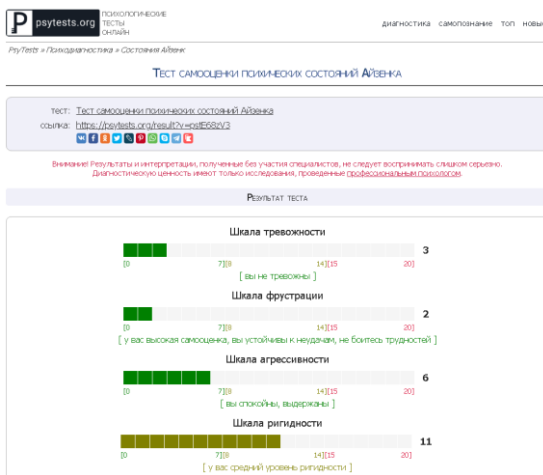 P psytests.org ПСИХОЛОГИЧЕСКИЕ ТЕСТЫ ОНЛАЙН
диагностика самопознание топ новые
PsyTests » Психодиагностика » Состояния Айзенк
Тест самооценки психических состояний Айзенка
тест: Тест самооценки психических состояний Айзенка
ссылка: https://psytests.org/result?v=
Внимание! Результаты и интерпретации, полученные без участия специалистов, не следует воспринимать слишком серьезно.
Диагностическую ценность имеют только исследования, проведенные профессиональным психологом.
Результат теста
Шкала тревожности
3
[0 7][8 14][15 20]
[ вы не тревожны ]
Шкала фрустрации
2
[0 7][8 14][15 20]
[ у вас высокая самооценка, вы устойчивы к неудачам, не боитесь трудностей ]
Шкала агрессивности
6
[0 7][8 14][15 20]
[ вы спокойны, выдержаны ]
Шкала ригидности
11
[0 7][8 14][15 20]
[ у вас средний уровень ригидности ]